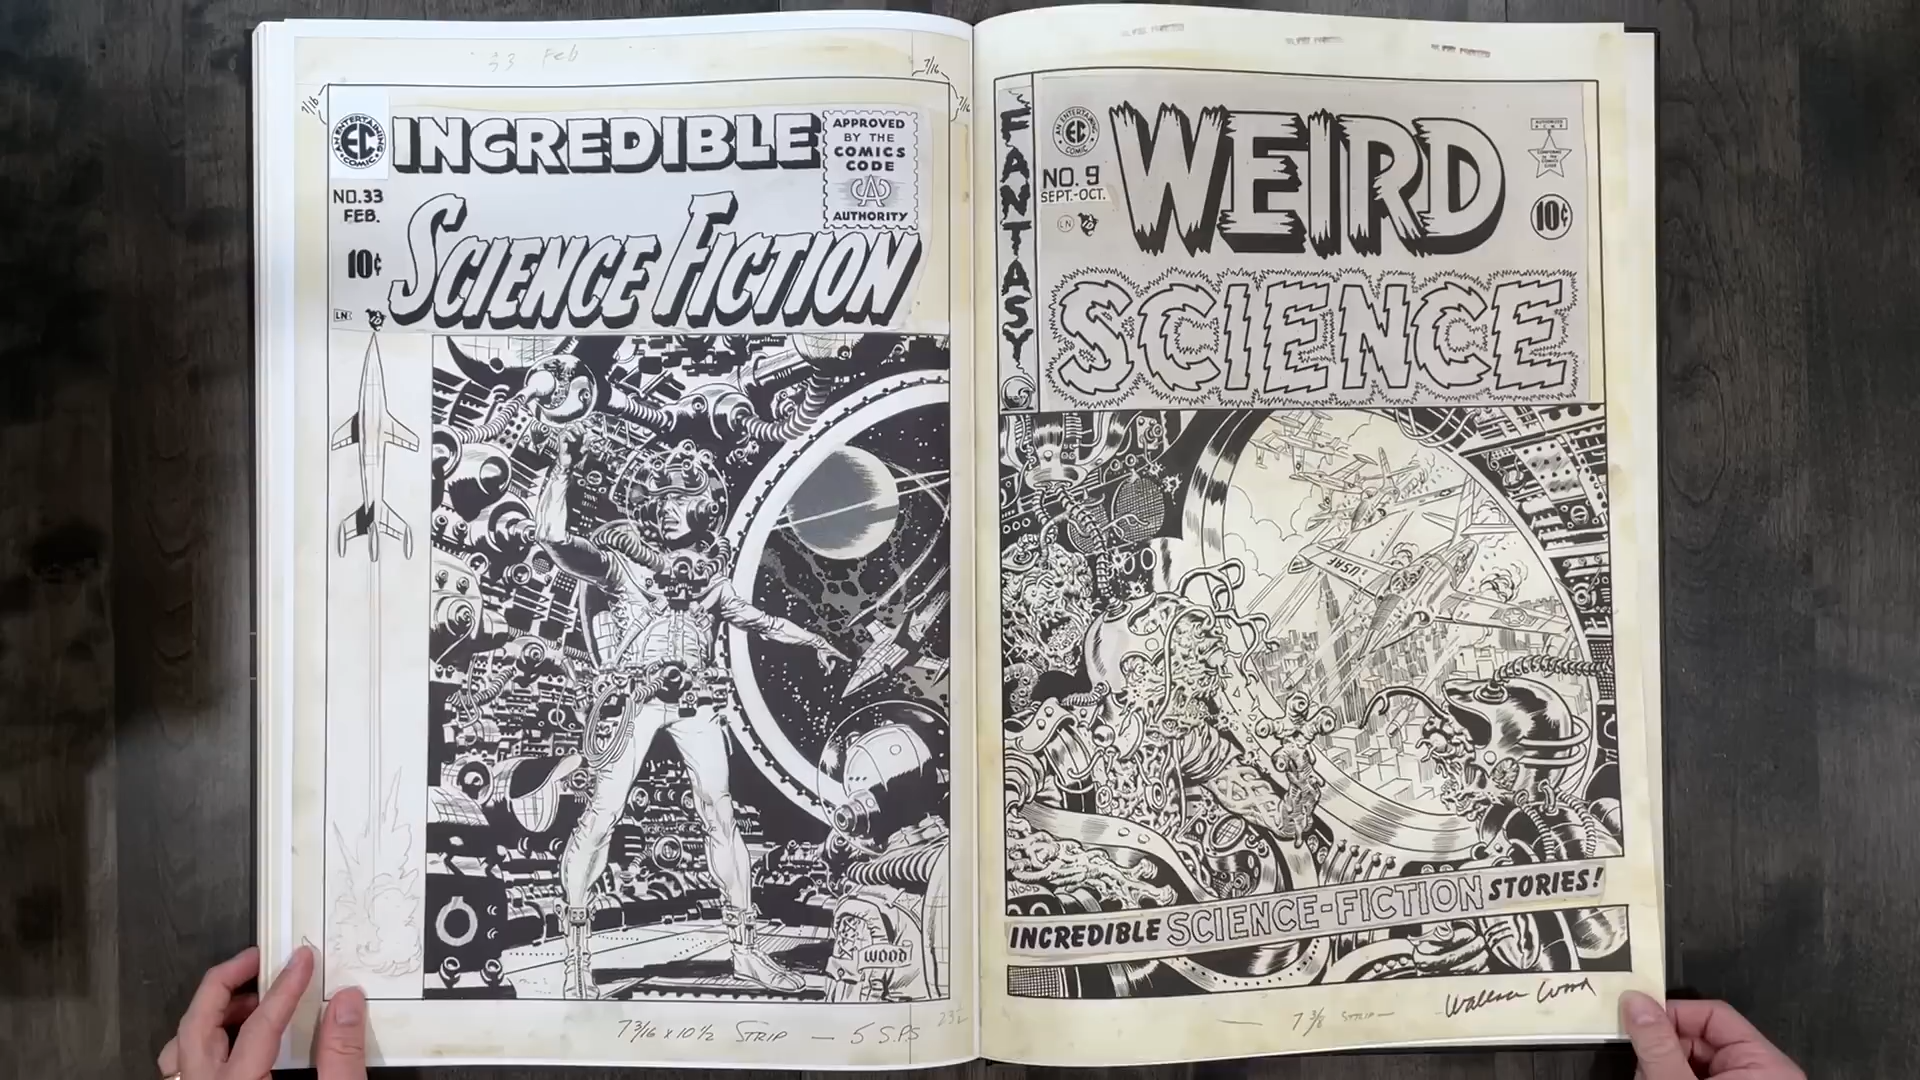 33 Feb
7/16
7/16
7/16
AN ENTERTAINING
EC
COMIC
INCREDIBLE
APPROVED
BY THE
COMICS
CODE
CA
AUTHORITY
NO.33
FEB.
SCIENCE FICTION
10¢
LN
WOOD
7 3/16 x 10 1/2 STRIP — 5 S.P.S
FANTASY
AN ENTERTAINING
EC
COMIC
WEIRD
NO. 9
SEPT.-OCT.
LN
10¢
SCIENCE
USAF
WOOD
INCREDIBLE SCIENCE-FICTION STORIES!
Wallace Wood
— 7 3/8 STRIP —